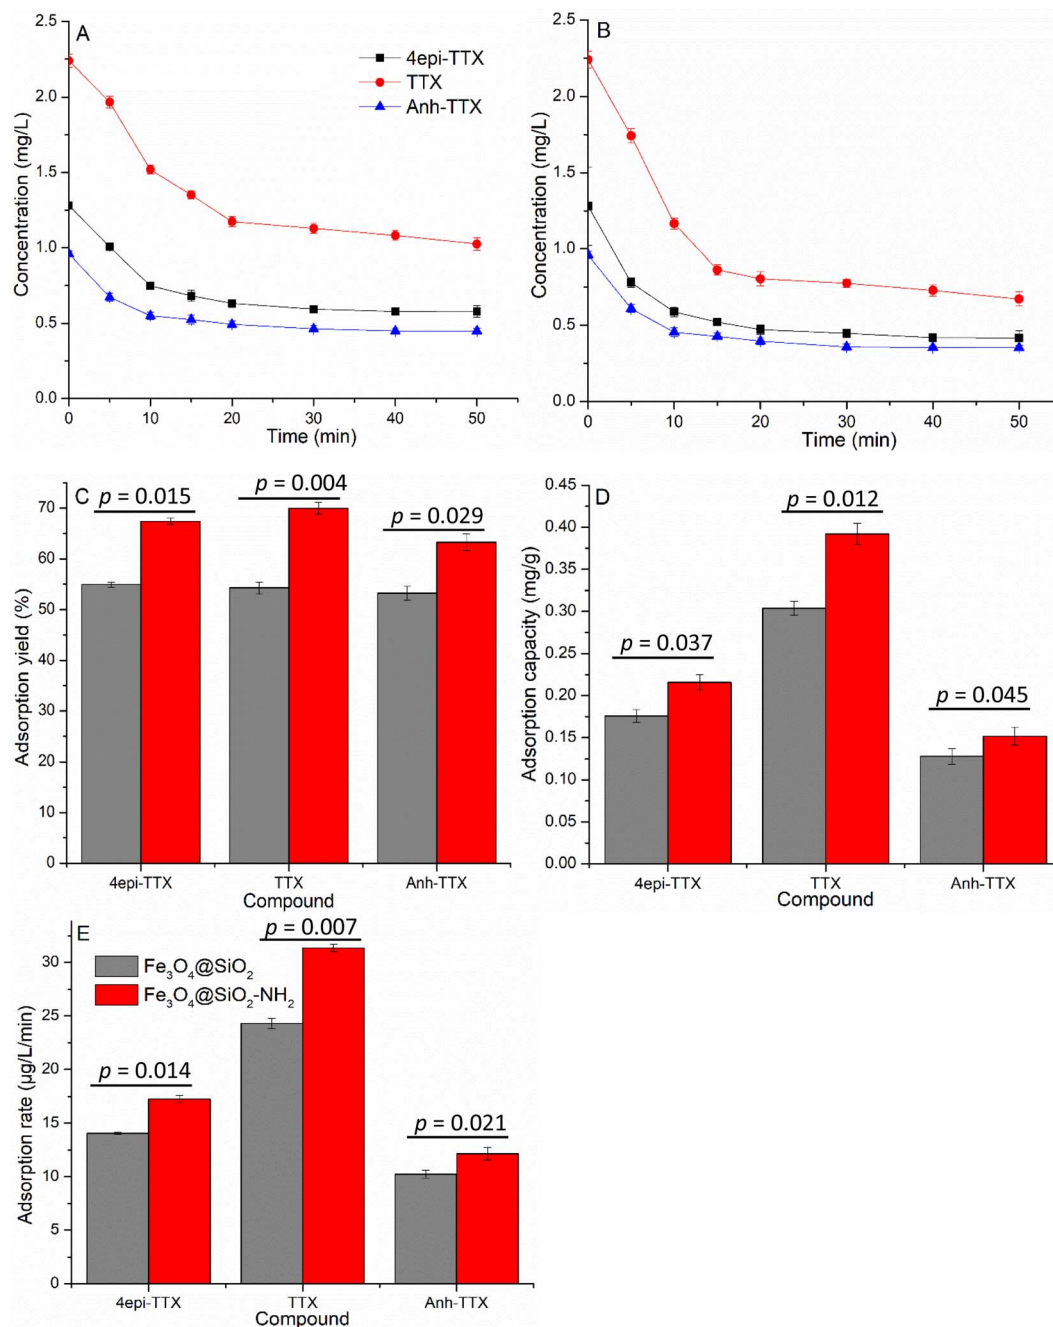 A
2.5
2.0
1.5
1.0
0.5
0.0
Concentration (mg/L)
4epi-TTX
TTX
Anh-TTX
0 10 20 30 40 50
Time (min)
B
2.5
2.0
1.5
1.0
0.5
0.0
Concentration (mg/L)
0 10 20 30 40 50
Time (min)
C
p = 0.015
p = 0.004
p = 0.029
70
60
50
40
30
20
10
0
Adsorption yield (%)
4epi-TTX TTX Anh-TTX
Compound
D
p = 0.037
p = 0.012
p = 0.045
0.45
0.40
0.35
0.30
0.25
0.20
0.15
0.10
0.05
0.00
Adsorption capacity (mg/g)
4epi-TTX TTX Anh-TTX
Compound
E
p = 0.014
p = 0.007
p = 0.021
Fe3O4@SiO2
Fe3O4@SiO2-NH2
30
25
20
15
10
5
0
Adsorption rate (μg/L/min)
4epi-TTX TTX Anh-TTX
Compound